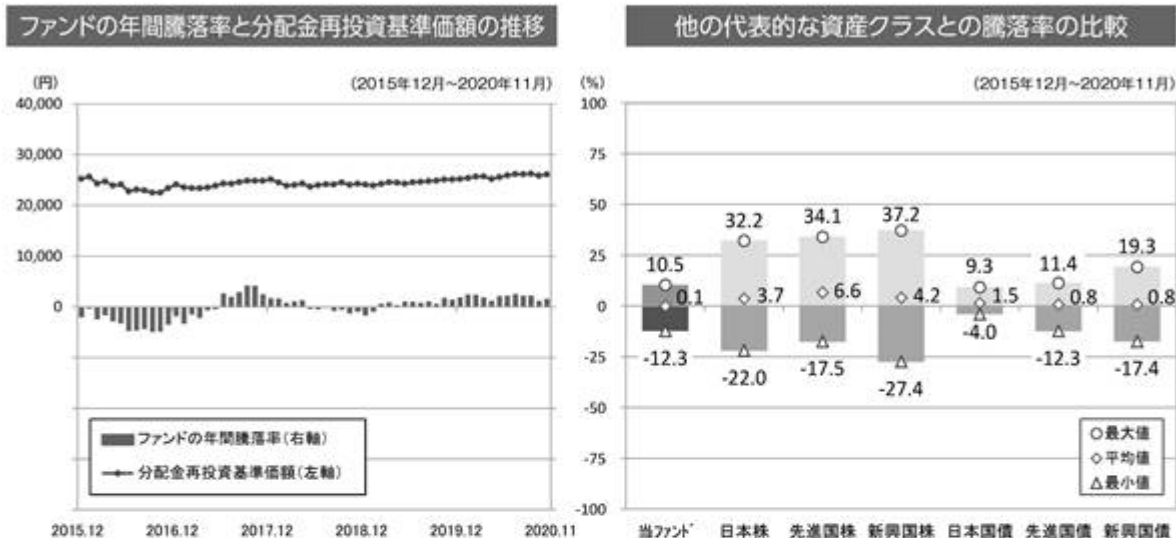 ファンドの年間騰落率と分配金再投資基準価額の推移
(円)
(2015年12月～2020年11月)
40,000
30,000
20,000
10,000
0
ファンドの年間騰落率(右軸)
分配金再投資基準価額(左軸)
2015.12 2016.12 2017.12 2018.12 2019.12 2020.11
他の代表的な資産クラスとの騰落率の比較
(%)
(2015年12月～2020年11月)
100
75
50
25
0
-25
-50
-75
-100
10.5 32.2 34.1 37.2 9.3 11.4 19.3
0.1 3.7 6.6 4.2 1.5 0.8 0.8
-12.3 -22.0 -17.5 -27.4 -4.0 -12.3 -17.4
○最大値
◇平均値
△最小値
当ファンド 日本株 先進国株 新興国株 日本国債 先進国債 新興国債